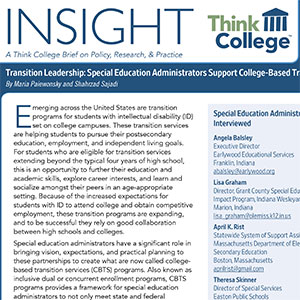 INSIGHT
Think
College™
A Think College Brief on Policy, Research, & Practice
Transition Leadership: Special Education Administrators Support College-Based Tr
By Maria Paiewonsky and Shahrzad Sajadi
Emerging across the United States are transition
programs for students with intellectual disability (ID)
set on college campuses. These transition services
are helping students to pursue their postsecondary
education, employment, and independent living goals.
For students who are eligible for transition services
extending beyond the typical four years of high school,
this is an opportunity to further their education and
academic skills, explore career interests, and learn and
socialize amongst their peers in an age-appropriate
setting. Because of the increased expectations for
students with ID to attend college and obtain competitive
employment, these transition programs are expanding,
and to be successful they rely on good collaboration
between high schools and colleges.
Special education administrators have a significant role in
bringing vision, expectations, and practical planning to
these partnerships to create what are now called college-
based transition services (CBTS) programs. Also known as
inclusive dual or concurrent enrollment programs, CBTS
programs provide a framework for special education
administrators to not only meet state and federal
Special Education Administ
Interviewed
Angela Balsley
Executive Director
Earlywood Educational Services
Franklin, Indiana
abalsley@earlywood.org
Lisa Graham
Director, Grant County Special Edu
Impact Program, Indiana Wesleyan
Marion, Indiana
lisa_graham@olemiss.k12.in.us
April K. Rist
Statewide System of Support Assi
Massachusetts Department of Ele
Secondary Education
Boston, Massachusetts
aprilkrist@gmail.com
Theresa Skinner
Director of Special Services
Easton Public Schools